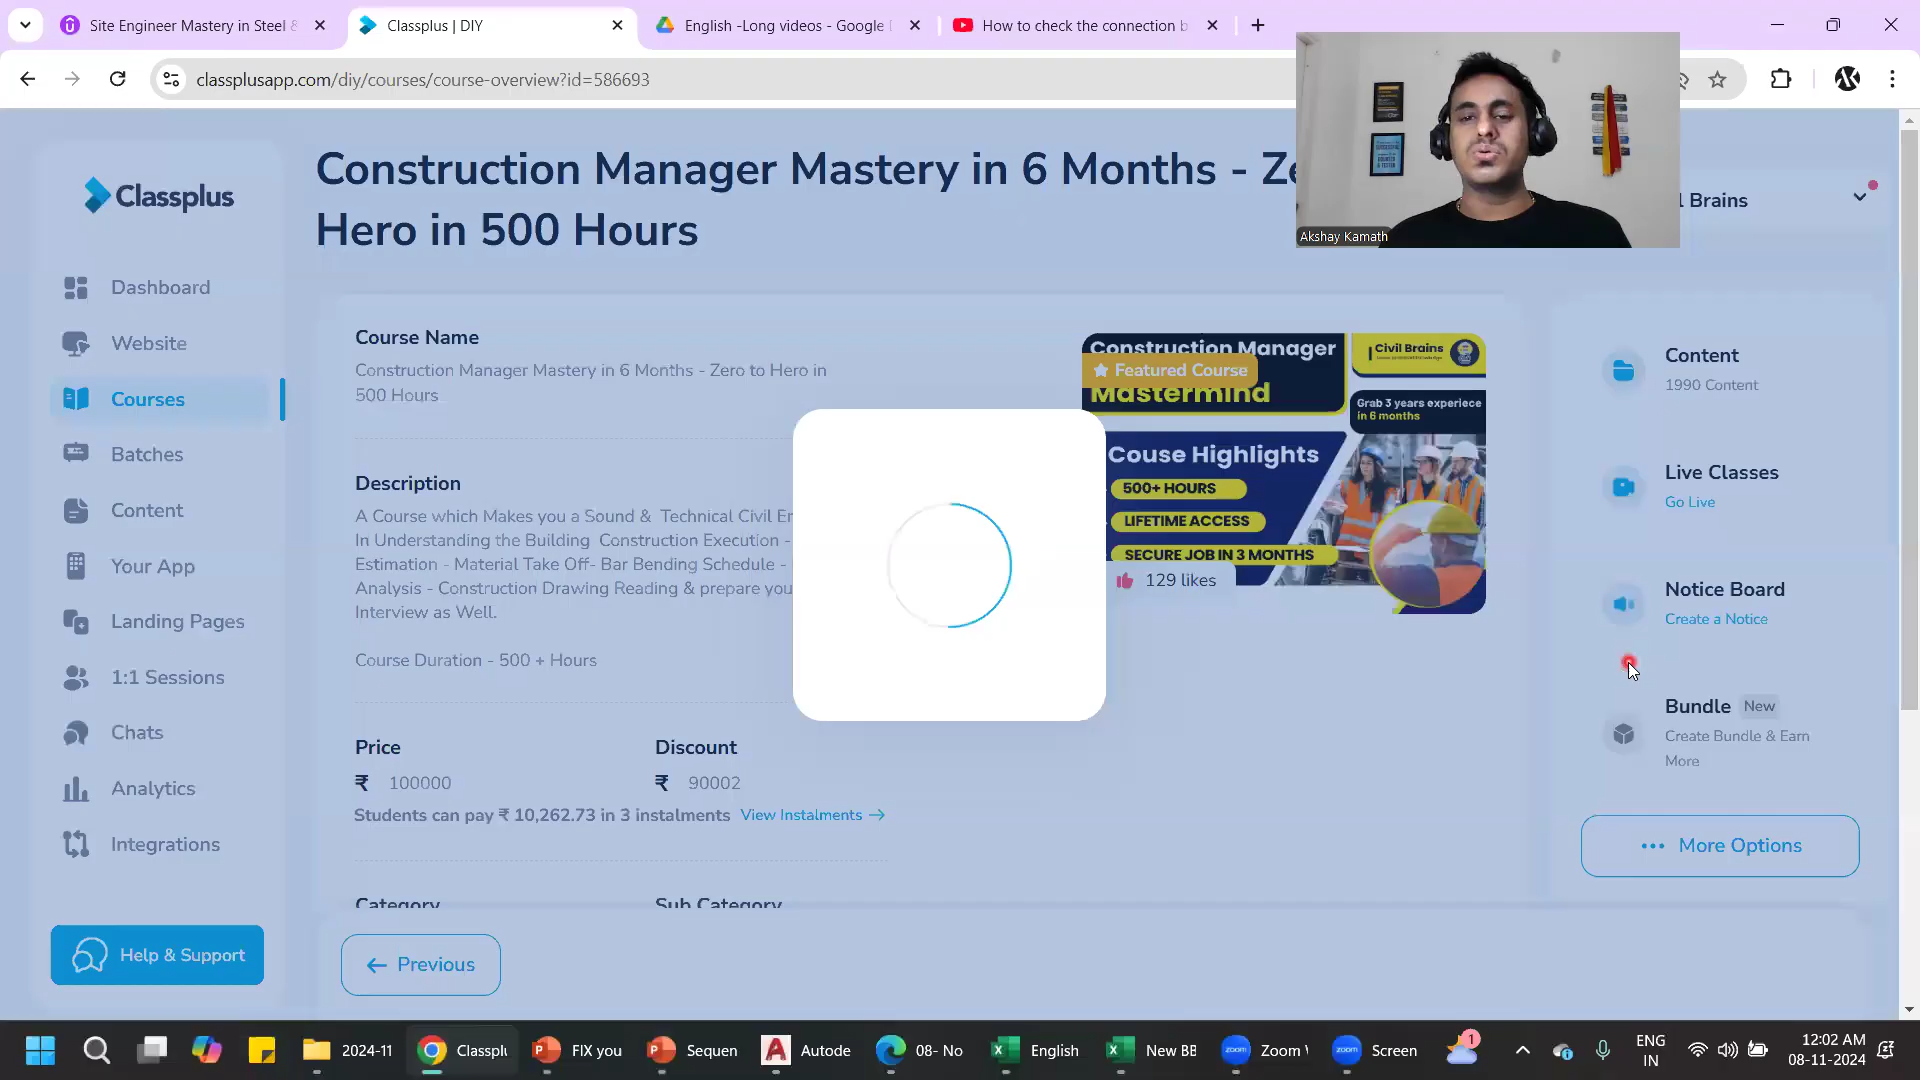 Site Engineer Mastery in Steel &
Classplus | DIY
English -Long videos - Google
How to check the connection b
classplusapp.com/diy/courses/course-overview?id=586693
Akshay Kamath
Classplus
Dashboard
Website
Courses
Batches
Content
Your App
Landing Pages
1:1 Sessions
Chats
Analytics
Integrations
Help & Support
Construction Manager Mastery in 6 Months - Ze
Hero in 500 Hours
Brains
Course Name
Construction Manager Mastery in 6 Months - Zero to Hero in
500 Hours
Description
A Course which Makes you a Sound & Technical Civil En
In Understanding the Building Construction Execution -
Estimation - Material Take Off- Bar Bending Schedule -
Analysis - Construction Drawing Reading & prepare you
Interview as Well.
Course Duration - 500 + Hours
Price
₹ 100000
Discount
₹ 90002
Students can pay ₹ 10,262.73 in 3 instalments View Instalments →
Category
Sub Category
← Previous
Construction Manager
Featured Course
Mastermind
Civil Brains
Grab 3 years experiece
in 6 months
Couse Highlights
500+ HOURS
LIFETIME ACCESS
SECURE JOB IN 3 MONTHS
129 likes
Content
1990 Content
Live Classes
Go Live
Notice Board
Create a Notice
Bundle New
Create Bundle & Earn
More
More Options
2024-11
Classplu
FIX you
Sequen
Autode
08- No
English
New BB
zoom
Zoom
zoom
Screen
1
ENG
IN
12:02 AM
08-11-2024